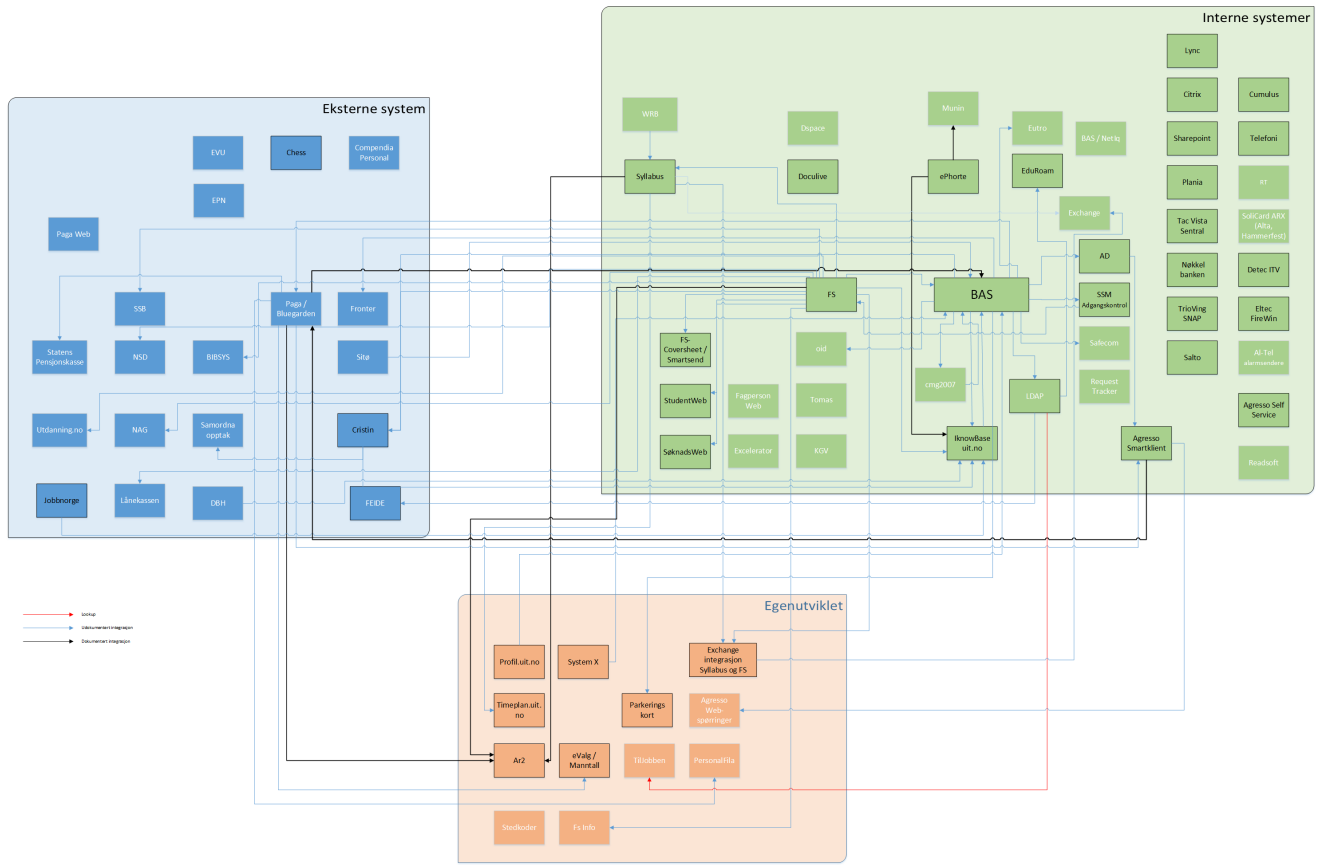 Interne systemer
Lync
Citrix
Cumulus
Sharepoint
Telefoni
Plania
RT
Tac Vista
Sentral
SoliCard ARX
(Alta,
Hammerfest)
Nøkkel
banken
Detec ITV
TrioVing
SNAP
Eltec
FireWin
Salto
Al-Tel
alarmsendere
Agresso Self
Service
Readsoft
WRB
Dspace
Munin
Eutro
BAS / Netiq
Syllabus
Doculive
ePhorte
EduRoam
Exchange
AD
FS
BAS
SSM
Adgangskontrol
FS-
Coversheet /
Smartsend
oid
Safecom
StudentWeb
Fagperson
Web
Tomas
cmg2007
LDAP
Request
Tracker
SøknadsWeb
Excelerator
KGV
IknowBase
uit.no
Agresso
Smartklient
Eksterne system
EVU
Chess
Compendia
Personal
EPN
Paga Web
SSB
Paga /
Bluegarden
Fronter
Statens
Pensjonskasse
NSD
BIBSYS
Sitø
Utdanning.no
NAG
Samordna
opptak
Cristin
Jobbnorge
Lånekassen
DBH
FEIDE
Lookup
Udokumentert integrasjon
Dokumentert integrasjon
Egenutviklet
Profil.uit.no
System X
Exchange
integrasjon
Syllabus og FS
Timeplan.uit.
no
Parkerings
kort
Agresso
Web-
spørringer
Ar2
eValg /
Manntall
TilJobben
PersonalFila
Stedkoder
Fs Info